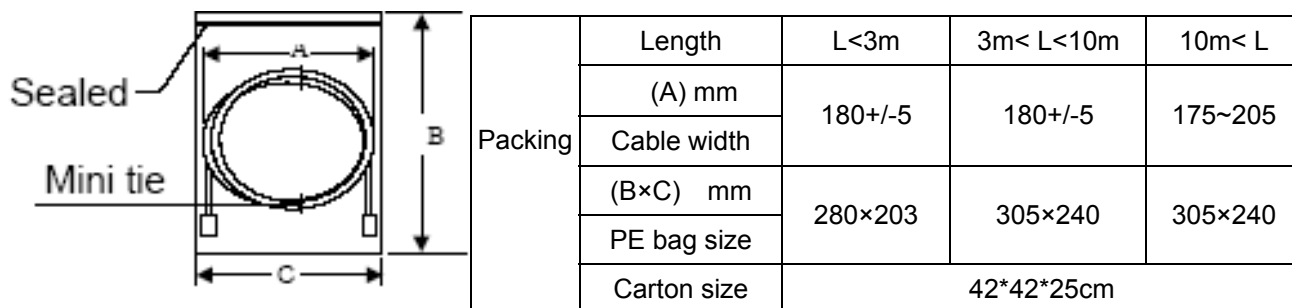 A
Sealed
B
Mini tie
C
Packing
Length L<3m 3m< L<10m 10m< L
(A) mm
Cable width
180+/-5 180+/-5 175~205
(B×C) mm
PE bag size
280×203 305×240 305×240
Carton size 42*42*25cm